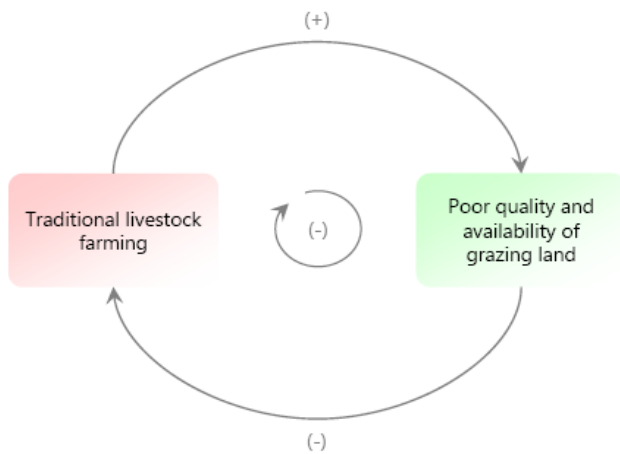 (+)
Traditional livestock
farming
(-)
Poor quality and
availability of
grazing land
(-)